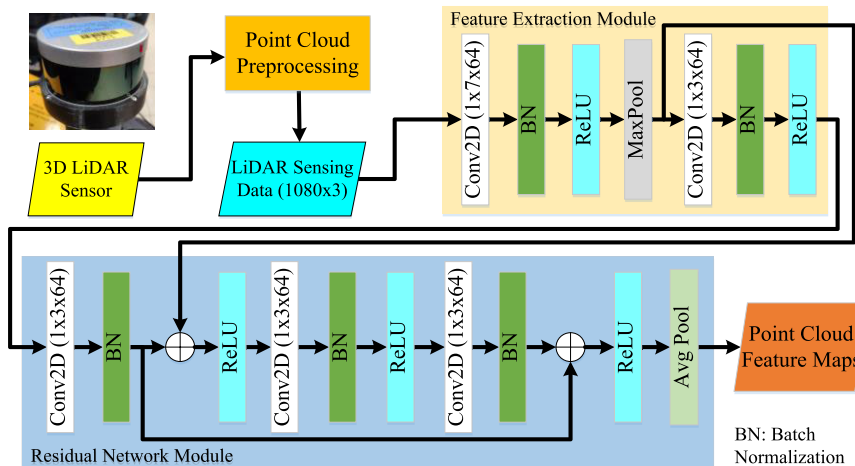 Feature Extraction Module
Point Cloud
Preprocessing
3D LiDAR
Sensor
LiDAR Sensing
Data (1080x3)
Conv2D (1x7x64)
BN
ReLU
MaxPool
Conv2D (1x3x64)
BN
ReLU
Conv2D (1x3x64)
BN
ReLU
Conv2D (1x3x64)
BN
ReLU
Conv2D (1x3x64)
BN
ReLU
Avg Pool
Point Cloud
Feature Maps
Residual Network Module
BN: Batch
Normalization